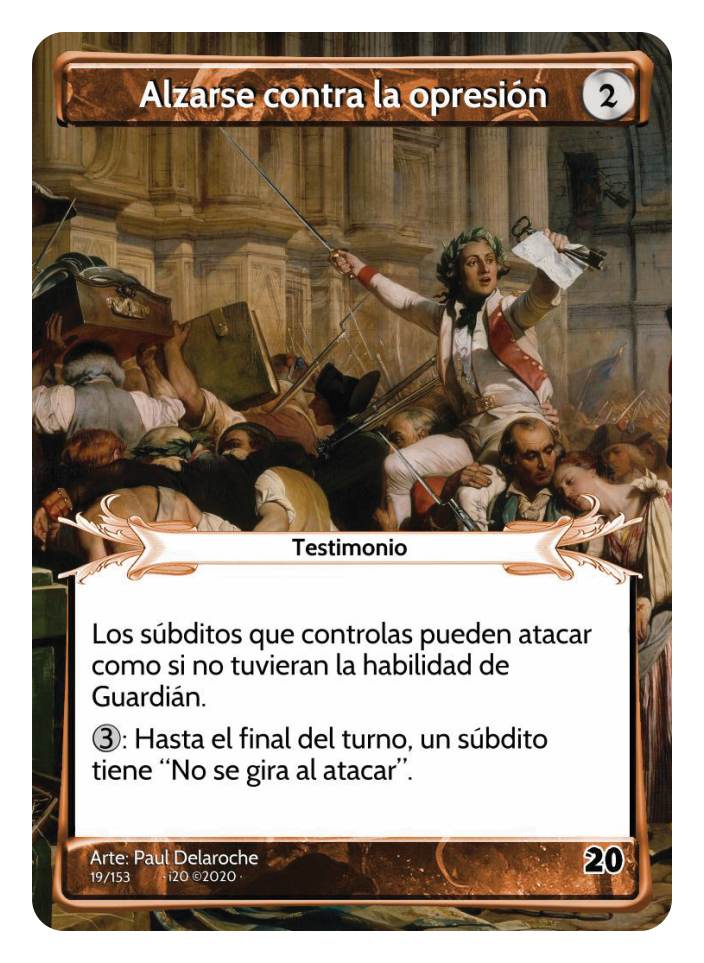 Alzarse contra la opresión 2
Testimonio
Los súbditos que controlas pueden atacar
como si no tuvieran la habilidad de
Guardián.
3: Hasta el final del turno, un súbdito
tiene “No se gira al atacar”.
Arte: Paul Delaroche
19/153 · i20 ©2020 ·
20